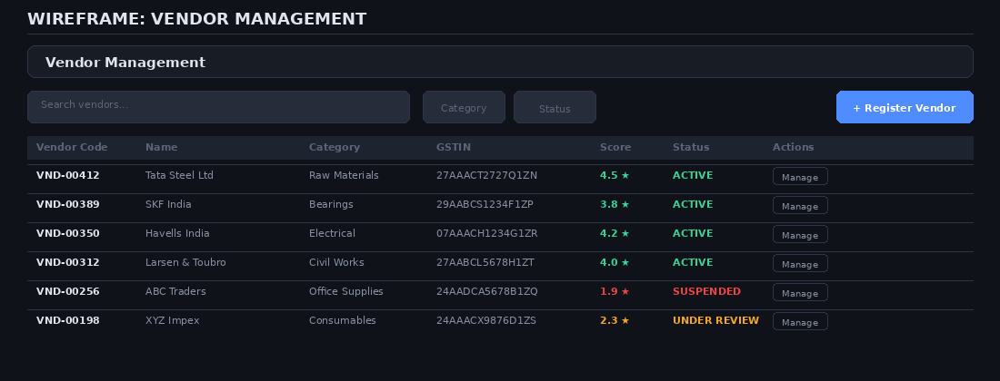 WIREFRAME: VENDOR MANAGEMENT
Vendor Management
Search vendors... Category Status + Register Vendor
Vendor Code Name Category GSTIN Score Status Actions
VND-00412 Tata Steel Ltd Raw Materials 27AAACT2727Q1ZN 4.5 ★ ACTIVE Manage
VND-00389 SKF India Bearings 29AABCS1234F1ZP 3.8 ★ ACTIVE Manage
VND-00350 Havells India Electrical 07AAACH1234G1ZR 4.2 ★ ACTIVE Manage
VND-00312 Larsen & Toubro Civil Works 27AABCL5678H1ZT 4.0 ★ ACTIVE Manage
VND-00256 ABC Traders Office Supplies 24AADCA5678B1ZQ 1.9 ★ SUSPENDED Manage
VND-00198 XYZ Impex Consumables 24AAACX9876D1ZS 2.3 ★ UNDER REVIEW Manage